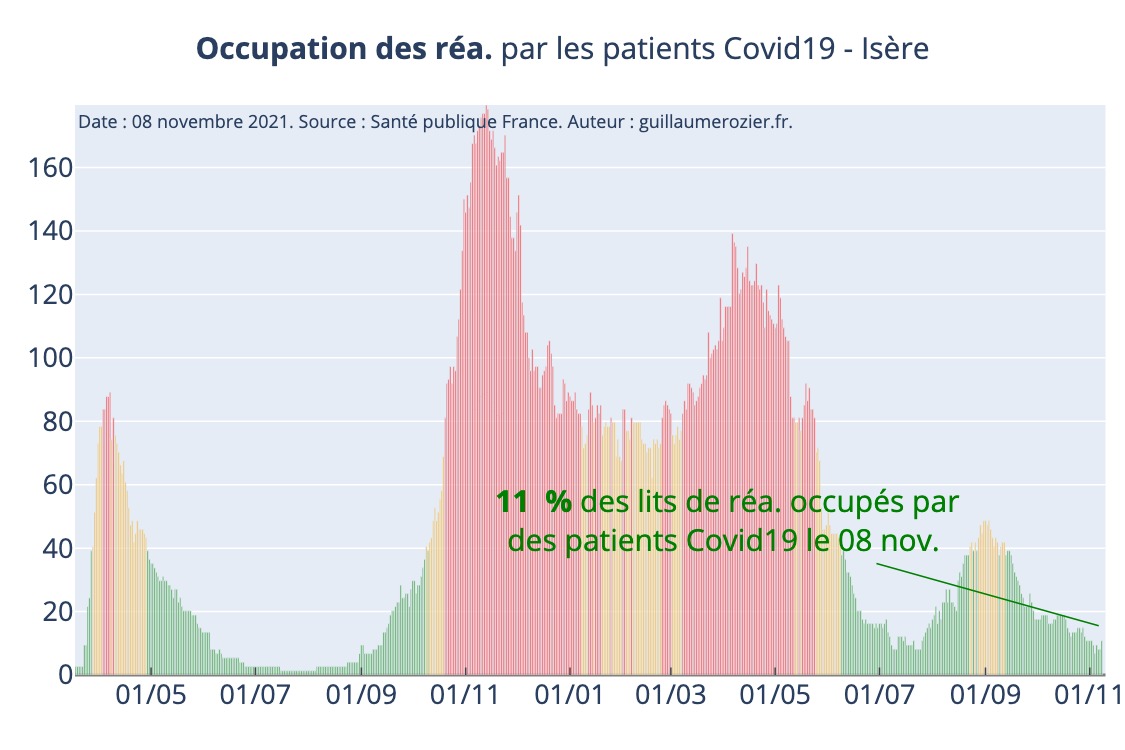 Occupation des réa. par les patients Covid19 - Isère
Date : 08 novembre 2021. Source : Santé publique France. Auteur : guillaumerozier.fr.
160
140
120
100
80
60
40
20
0
11 % des lits de réa. occupés par
des patients Covid19 le 08 nov.
01/05 01/07 01/09 01/11 01/01 01/03 01/05 01/07 01/09 01/11